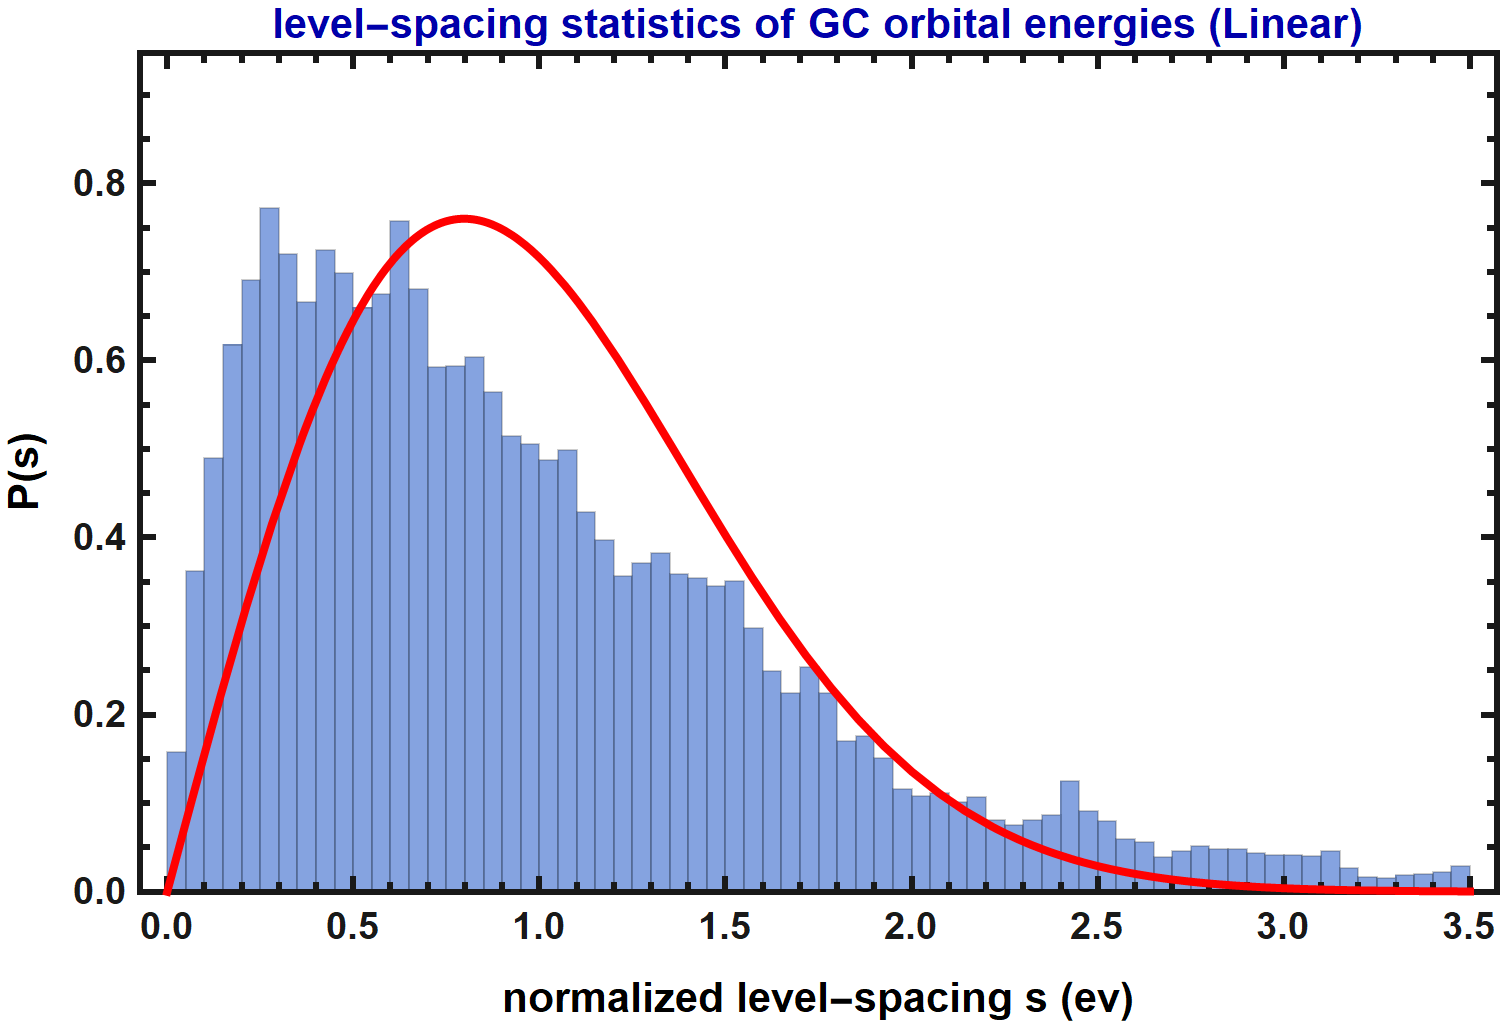 level–spacing statistics of GC orbital energies (Linear)
P(s)
0.8
0.6
0.4
0.2
0.0
0.0 0.5 1.0 1.5 2.0 2.5 3.0 3.5
normalized level–spacing s (ev)